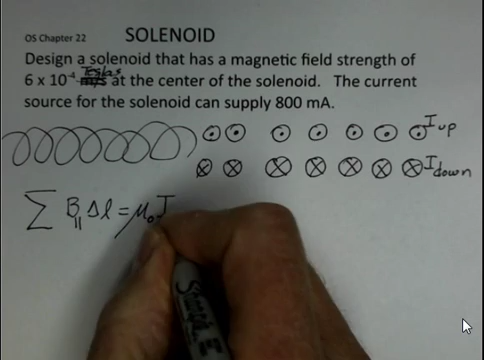 OS Chapter 22 SOLENOID
Design a solenoid that has a magnetic field strength of
6 x 10⁻⁴ m/s Teslas at the center of the solenoid. The current
source for the solenoid can supply 800 mA.
I up
I down
∑ B∥ Δl = μ₀ I
Sharpie